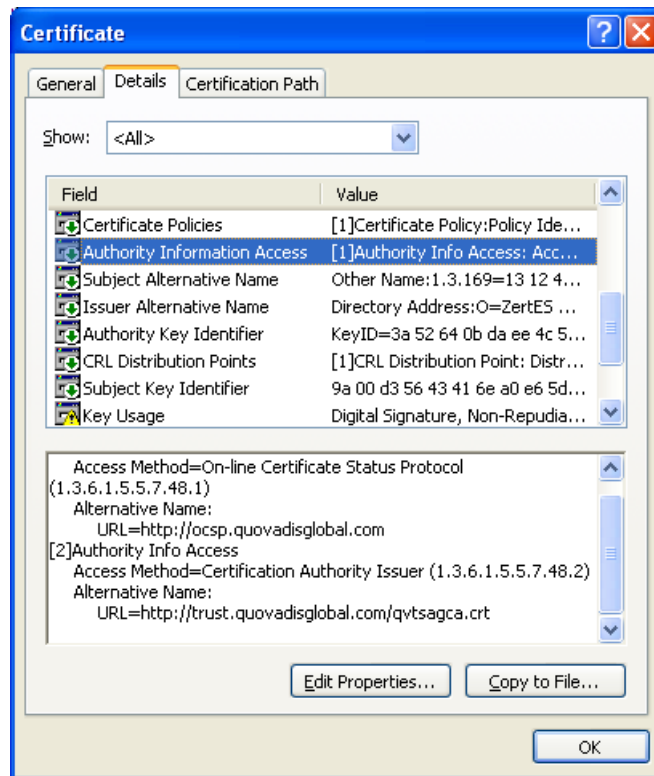 Certificate
General Details Certification Path
Show: <All>
Field Value
Certificate Policies [1]Certificate Policy:Policy Ide...
Authority Information Access [1]Authority Info Access: Acc...
Subject Alternative Name Other Name:1.3.169=13 12 4...
Issuer Alternative Name Directory Address:O=ZertES ...
Authority Key Identifier KeyID=3a 52 64 0b da ee 4c 5...
CRL Distribution Points [1]CRL Distribution Point: Distr...
Subject Key Identifier 9a 00 d3 56 43 41 6e a0 e6 5d...
Key Usage Digital Signature, Non-Repudia...
Access Method=On-line Certificate Status Protocol
(1.3.6.1.5.5.7.48.1)
Alternative Name:
URL=http://ocsp.quovadisglobal.com
[2]Authority Info Access
Access Method=Certification Authority Issuer (1.3.6.1.5.5.7.48.2)
Alternative Name:
URL=http://trust.quovadisglobal.com/qvtsagca.crt
Edit Properties... Copy to File...
OK